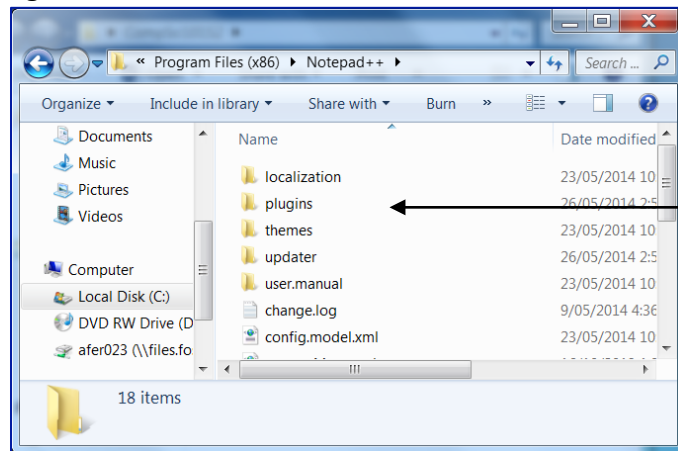 « Program Files (x86) Notepad++
Search ...
Organize Include in library Share with Burn »
Documents
Music
Pictures
Videos
Computer
Local Disk (C:)
DVD RW Drive (D
afer023 (\\files.fo
Name Date modified
localization 23/05/2014 10
plugins 26/05/2014 2:5
themes 23/05/2014 10
updater 26/05/2014 2:5
user.manual 23/05/2014 10
change.log 9/05/2014 4:36
config.model.xml 23/05/2014 10
18 items